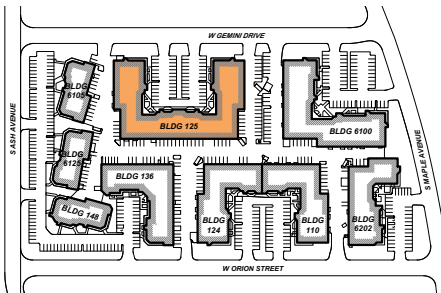 W GEMINI DRIVE
S ASH AVENUE
BLDG
6105
BLDG 125
BLDG 6100
BLDG
6125
S MAPLE AVENUE
BLDG 136
BLDG 148
BLDG
124
BLDG
110
BLDG
6202
W ORION STREET